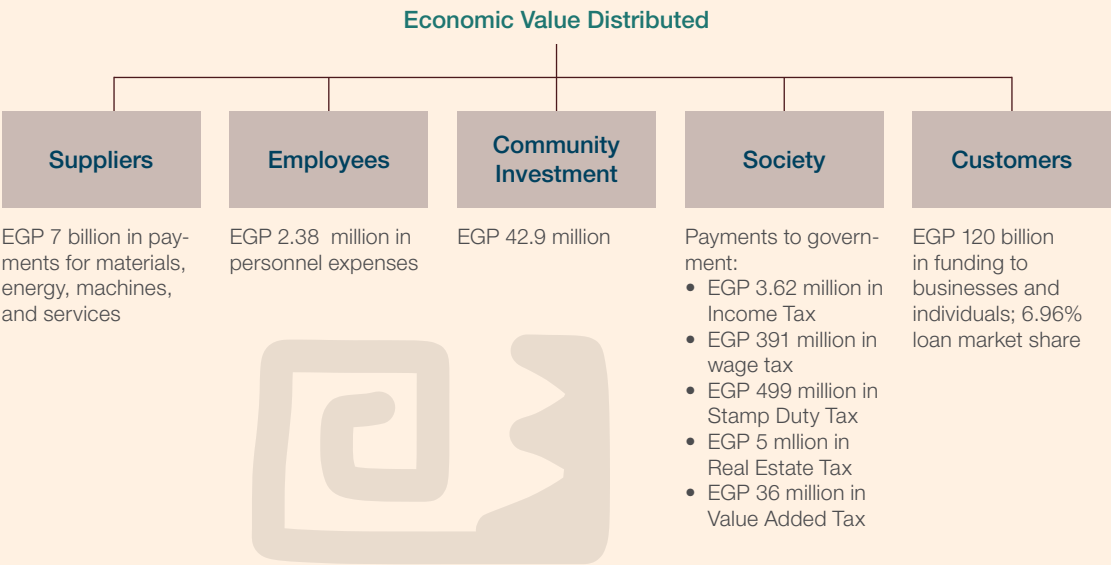 Economic Value Distributed
Suppliers
EGP 7 billion in pay-
ments for materials,
energy, machines,
and services
Employees
EGP 2.38 million in
personnel expenses
Community
Investment
EGP 42.9 million
Society
Payments to govern-
ment:
• EGP 3.62 million in
Income Tax
• EGP 391 million in
wage tax
• EGP 499 million in
Stamp Duty Tax
• EGP 5 mllion in
Real Estate Tax
• EGP 36 million in
Value Added Tax
Customers
EGP 120 billion
in funding to
businesses and
individuals; 6.96%
loan market share